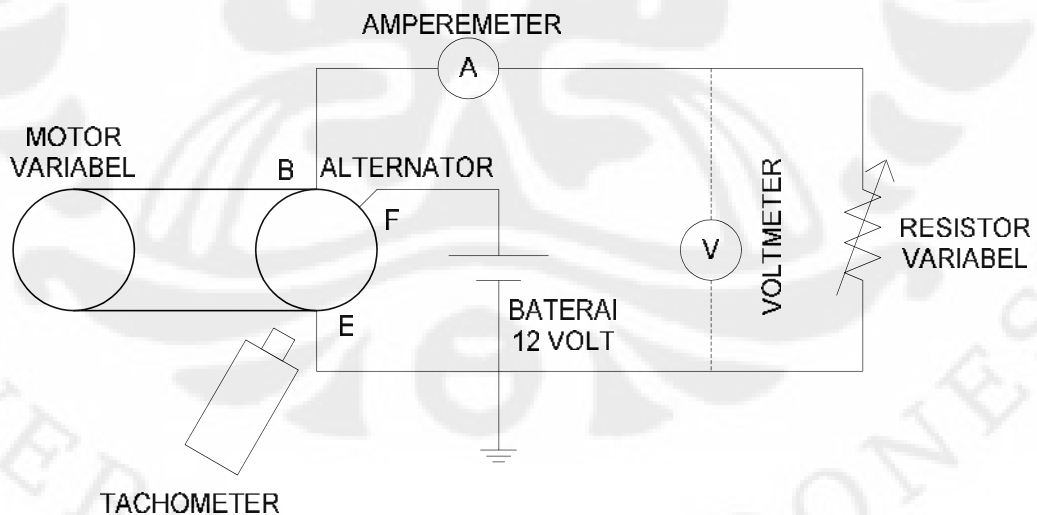 AMPEREMETER
A
MOTOR
VARIABEL
B
ALTERNATOR
F
V
VOLTMETER
RESISTOR
VARIABEL
BATERAI
12 VOLT
E
TACHOMETER